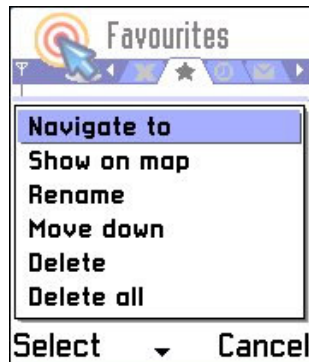 Favourites
Navigate to
Show on map
Rename
Move down
Delete
Delete all
Select Cancel